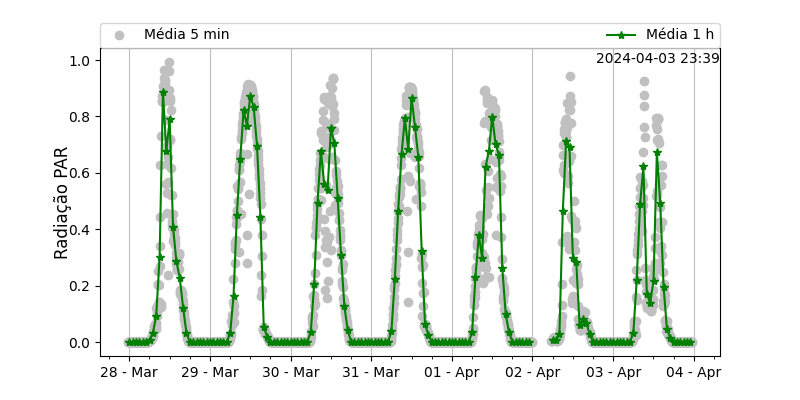 Média 5 min
Média 1 h
2024-04-03 23:39
Radiação PAR
1.0
0.8
0.6
0.4
0.2
0.0
28 - Mar
29 - Mar
30 - Mar
31 - Mar
01 - Apr
02 - Apr
03 - Apr
04 - Apr